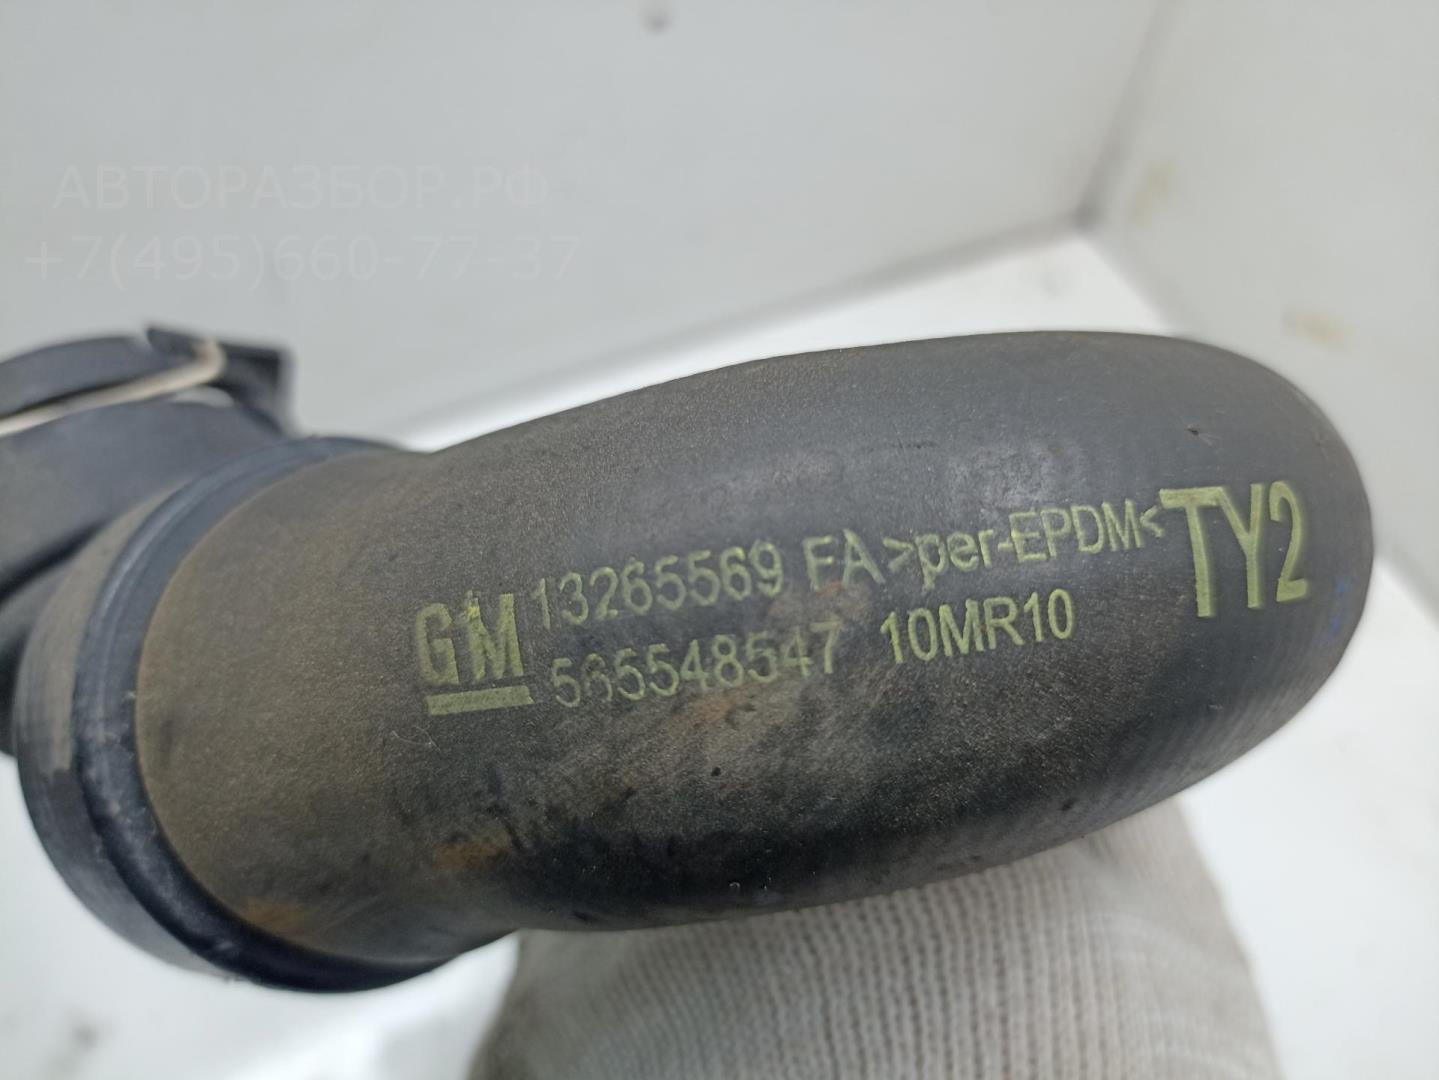 АВТОРАЗБОР.РФ
+7(495)660-77-37
GM 13265569 FA >per-EPDM< TY2
565548547 10MR10